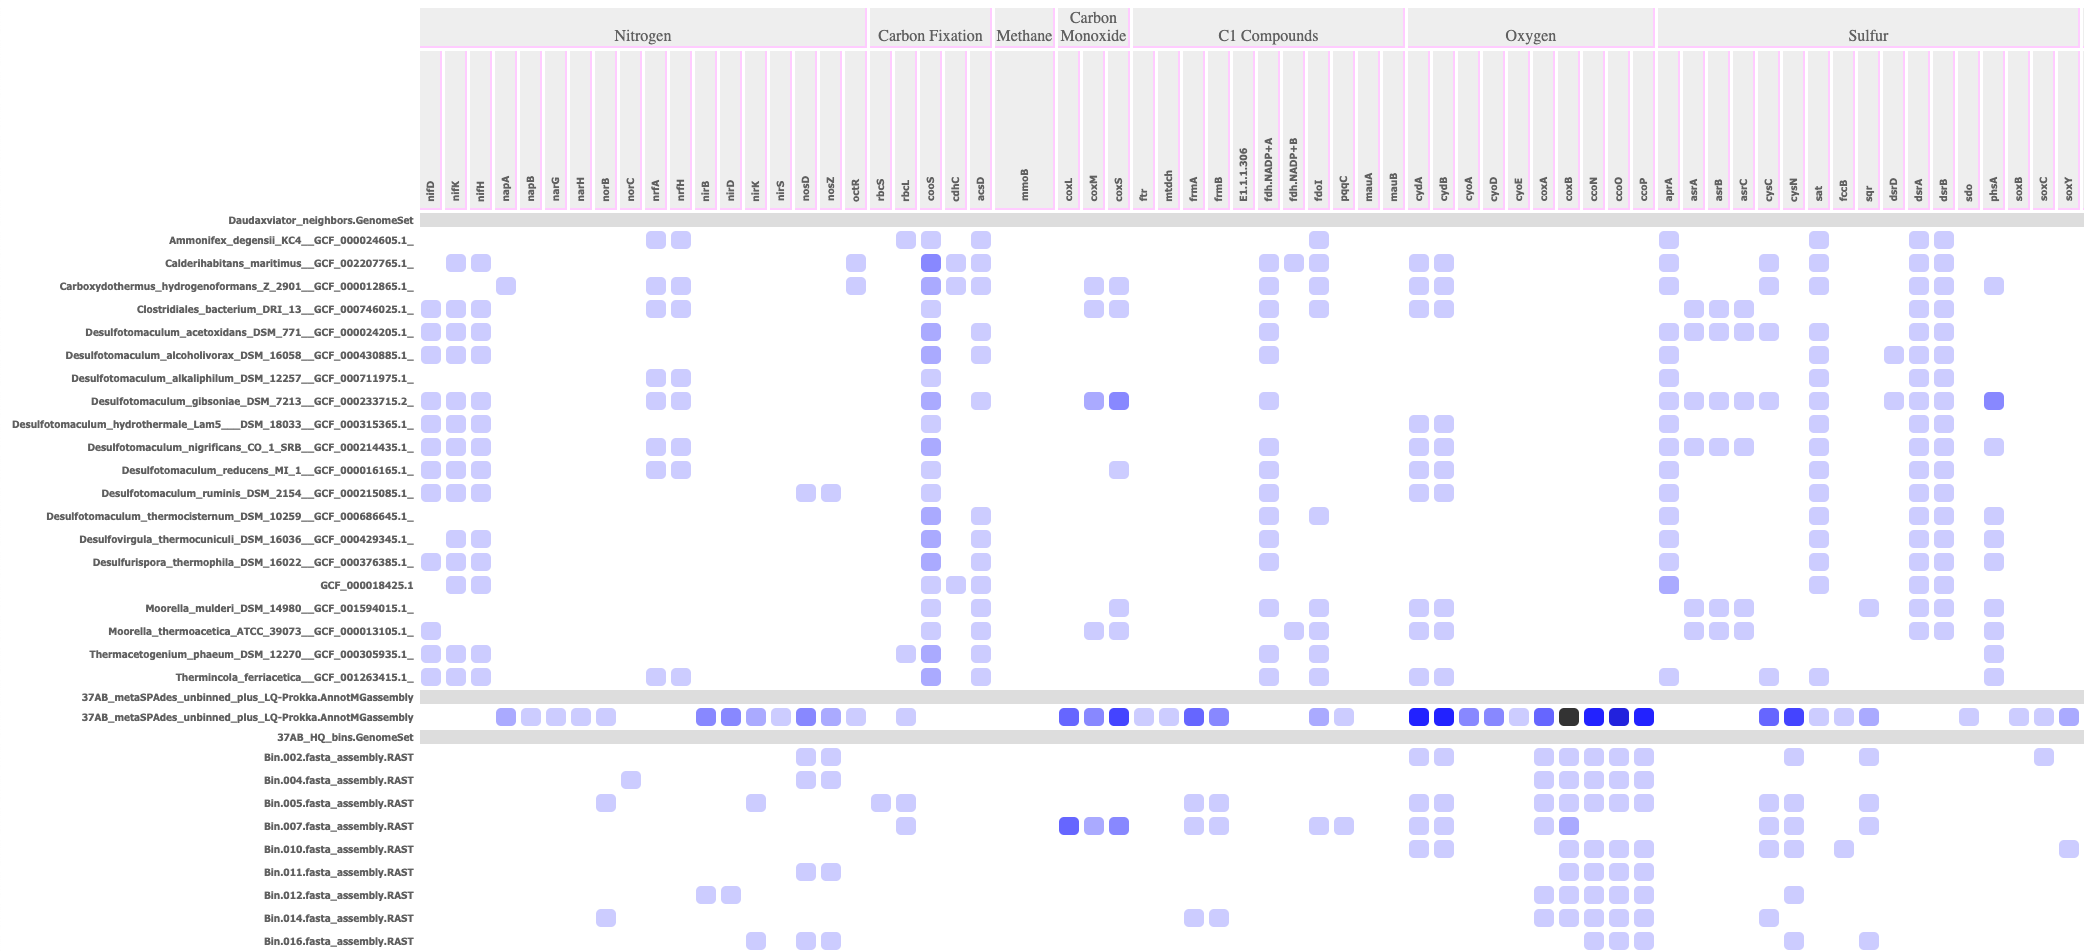 Nitrogen
Carbon Fixation
Methane
Carbon
Monoxide
C1 Compounds
Oxygen
Sulfur
nifD
nifK
nifH
napA
napB
narG
narH
norB
norC
nrfA
nrfH
nirB
nirD
nirK
nirS
nosD
nosZ
octR
rbcS
rbcL
cooS
cdhC
acsD
mmoB
coxL
coxM
coxS
ftr
mtdch
frmA
frmB
E1.1.1.306
fdh.NADP+A
fdh.NADP+B
fdoI
pqqC
mauA
mauB
cydA
cydB
cyoA
cyoD
cyoE
coxA
coxB
ccoN
ccoO
ccoP
aprA
asrA
asrB
asrC
cysC
cysN
sat
fccB
sqr
dsrD
dsrA
dsrB
sdo
phsA
soxB
soxC
soxY
Daudaxviator_neighbors.GenomeSet
Ammonifex_degensii_KC4__GCF_000024605.1_
Calderihabitans_maritimus__GCF_002207765.1_
Carboxydothermus_hydrogenoformans_Z_2901__GCF_000012865.1_
Clostridiales_bacterium_DRI_13__GCF_000746025.1_
Desulfotomaculum_acetoxidans_DSM_771__GCF_000024205.1_
Desulfotomaculum_alcoholivorax_DSM_16058__GCF_000430885.1_
Desulfotomaculum_alkaliphilum_DSM_12257__GCF_000711975.1_
Desulfotomaculum_gibsoniae_DSM_7213__GCF_000233715.2_
Desulfotomaculum_hydrothermale_Lam5___DSM_18033__GCF_000315365.1_
Desulfotomaculum_nigrificans_CO_1_SRB__GCF_000214435.1_
Desulfotomaculum_reducens_MI_1__GCF_000016165.1_
Desulfotomaculum_ruminis_DSM_2154__GCF_000215085.1_
Desulfotomaculum_thermocisternum_DSM_10259__GCF_000686645.1_
Desulfovirgula_thermocuniculi_DSM_16036__GCF_000429345.1_
Desulfurispora_thermophila_DSM_16022__GCF_000376385.1_
GCF_000018425.1
Moorella_mulderi_DSM_14980__GCF_001594015.1_
Moorella_thermoacetica_ATCC_39073__GCF_000013105.1_
Thermacetogenium_phaeum_DSM_12270__GCF_000305935.1_
Thermincola_ferriacetica__GCF_001263415.1_
37AB_metaSPAdes_unbinned_plus_LQ-Prokka.AnnotMGassembly
37AB_metaSPAdes_unbinned_plus_LQ-Prokka.AnnotMGassembly
37AB_HQ_bins.GenomeSet
Bin.002.fasta_assembly.RAST
Bin.004.fasta_assembly.RAST
Bin.005.fasta_assembly.RAST
Bin.007.fasta_assembly.RAST
Bin.010.fasta_assembly.RAST
Bin.011.fasta_assembly.RAST
Bin.012.fasta_assembly.RAST
Bin.014.fasta_assembly.RAST
Bin.016.fasta_assembly.RAST